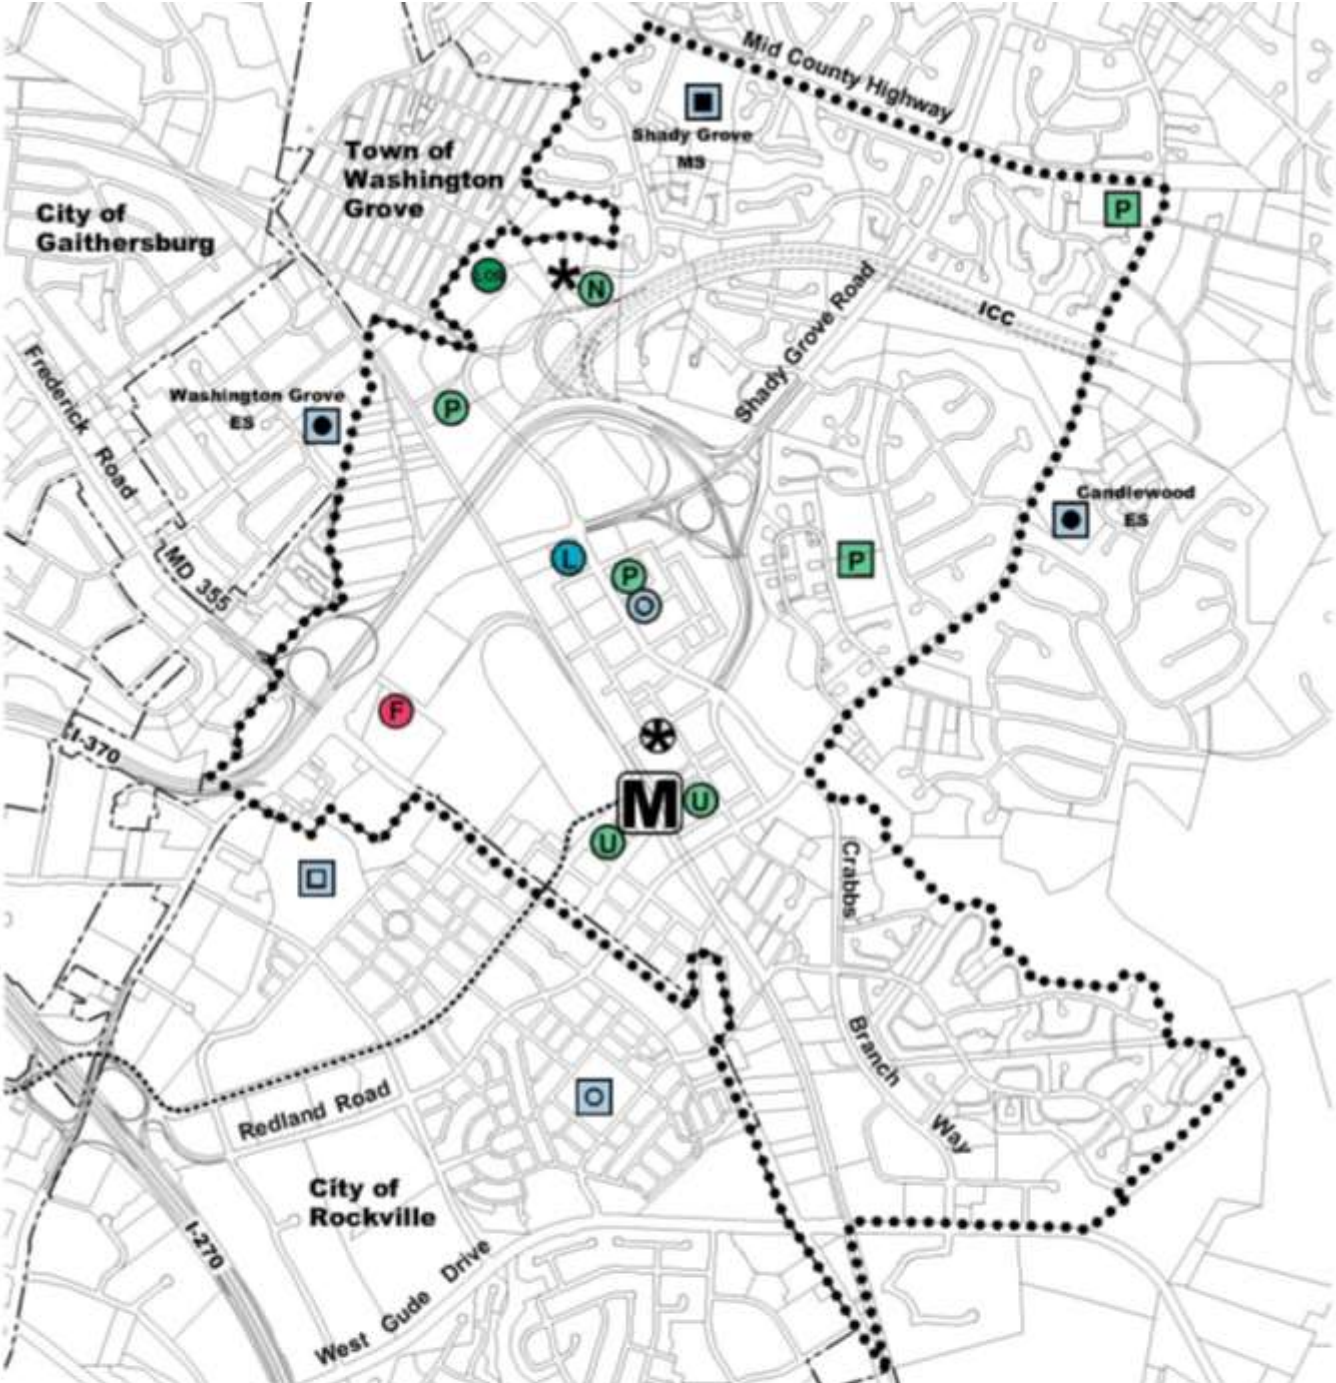 Mid County Highway
Shady Grove
MS
Town of
Washington
Grove
P
City of
Gaithersburg
*
N
ICC
Shady Grove Road
Frederick Road
Washington Grove
ES
P
Candlewood
ES
L
P
P
MD 355
F
I-370
*
M
U
U
Crabbs
Branch
Way
Redland Road
City of
Rockville
I-270
West Gude Drive